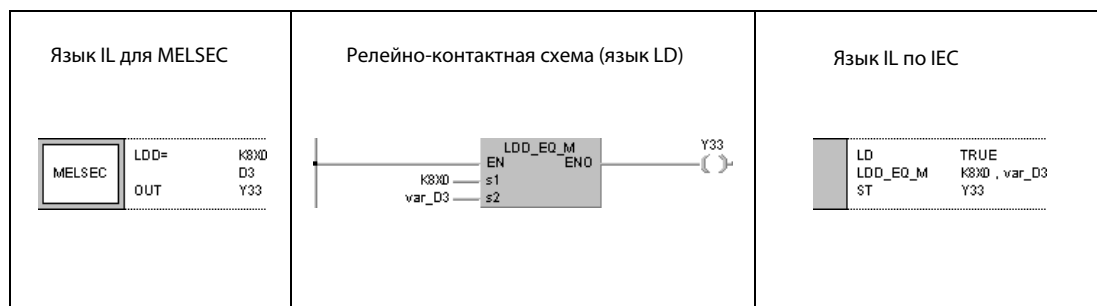 Язык IL для MELSEC
MELSEC
LDD= K8X0
D3
OUT Y33
Релейно-контактная схема (язык LD)
LDD_EQ_M
EN ENO
K8X0 s1
var_D3 s2
Y33
Язык IL по IEC
LD TRUE
LDD_EQ_M K8X0 , var_D3
ST Y33